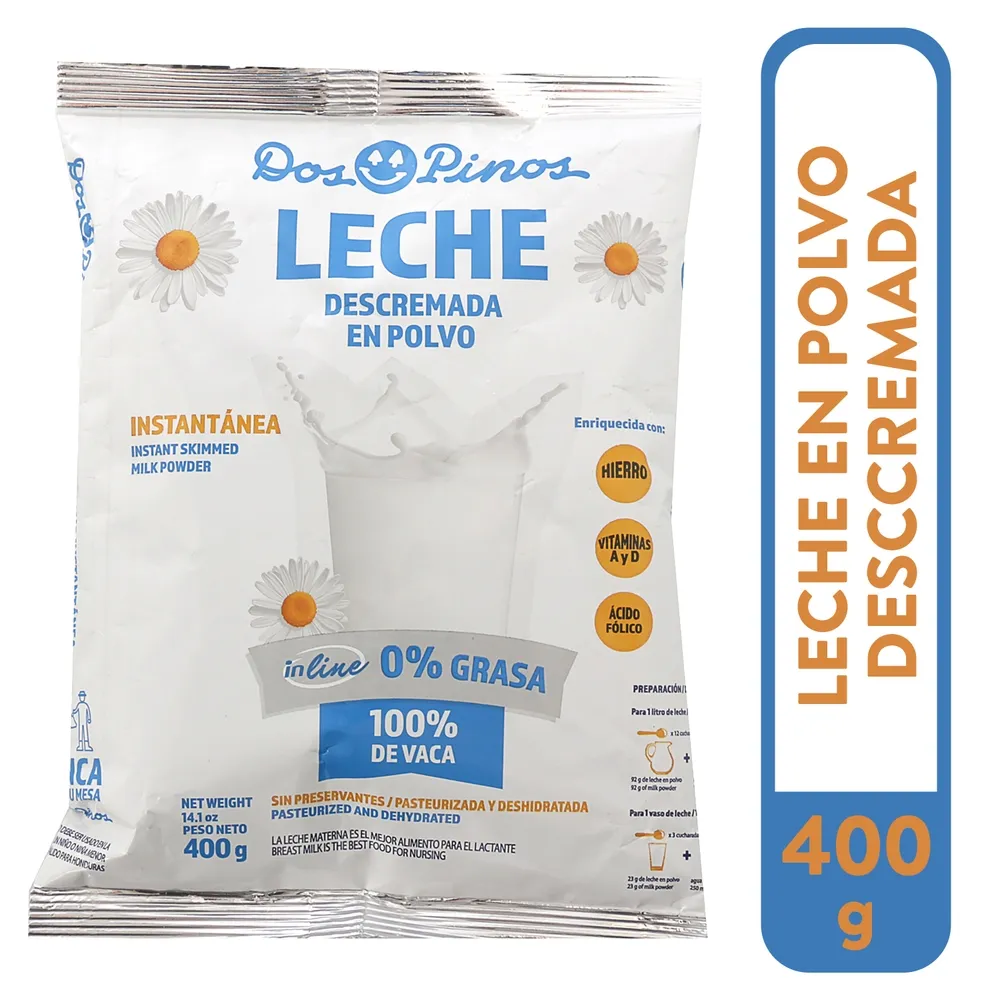 Dos Pinos
LECHE
DESCREMADA
EN POLVO
INSTANTÁNEA
INSTANT SKIMMED
MILK POWDER
Enriquecida con:
HIERRO
VITAMINAS
A y D
ÁCIDO
FÓLICO
in line 0% GRASA
100%
DE VACA
PREPARACIÓN/
Para 1 litro de leche
x 12
+
92 g de leche en polvo
92 g of milk powder
Para 1 vaso de leche /
x 3
+
23 g de leche en polvo
23 g of milk powder
NET WEIGHT
14.1 oz
PESO NETO
400 g
SIN PRESERVANTES / PASTEURIZADA Y DESHIDRATADA
PASTEURIZED AND DEHYDRATED
LA LECHE MATERNA ES EL MEJOR ALIMENTO PARA EL LACTANTE
BREAST MILK IS THE BEST FOOD FOR NURSING
LECHE EN POLVO
DESCCREMADA
400
g